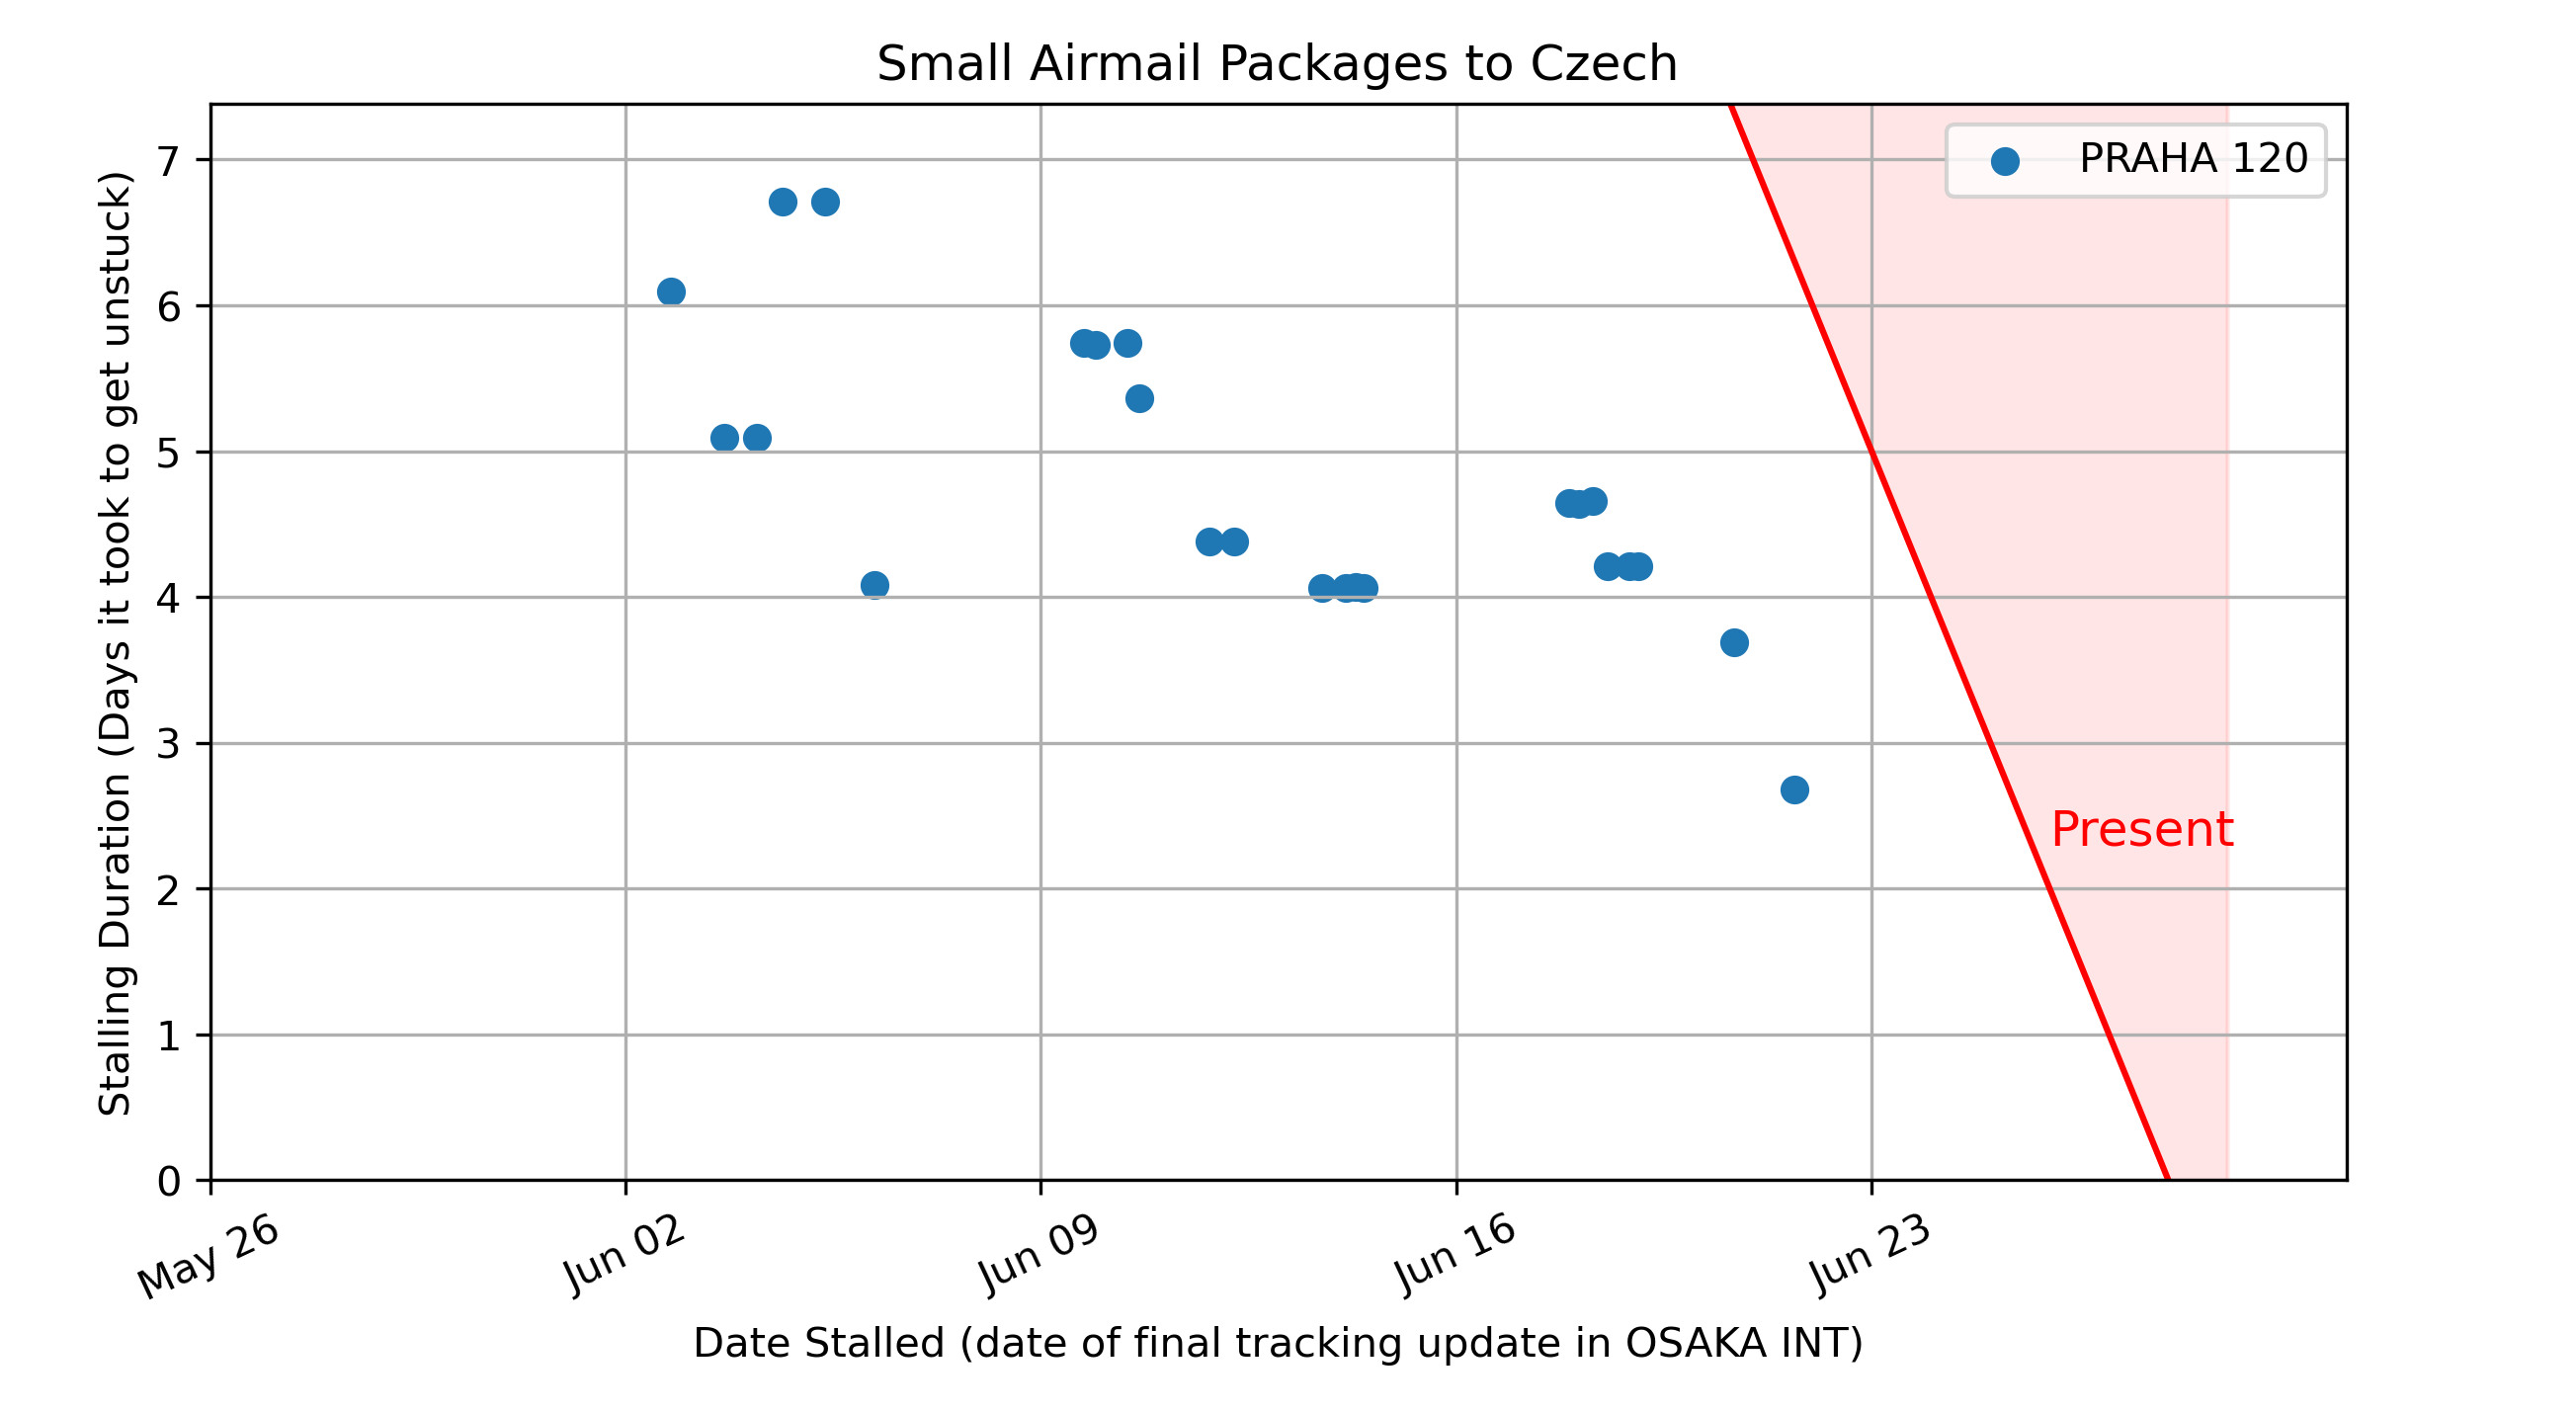 Small Airmail Packages to Czech
PRAHA 120
Stalling Duration (Days it took to get unstuck)
7
6
5
4
3
2
1
0
Present
May 26
Jun 02
Jun 09
Jun 16
Jun 23
Date Stalled (date of final tracking update in OSAKA INT)